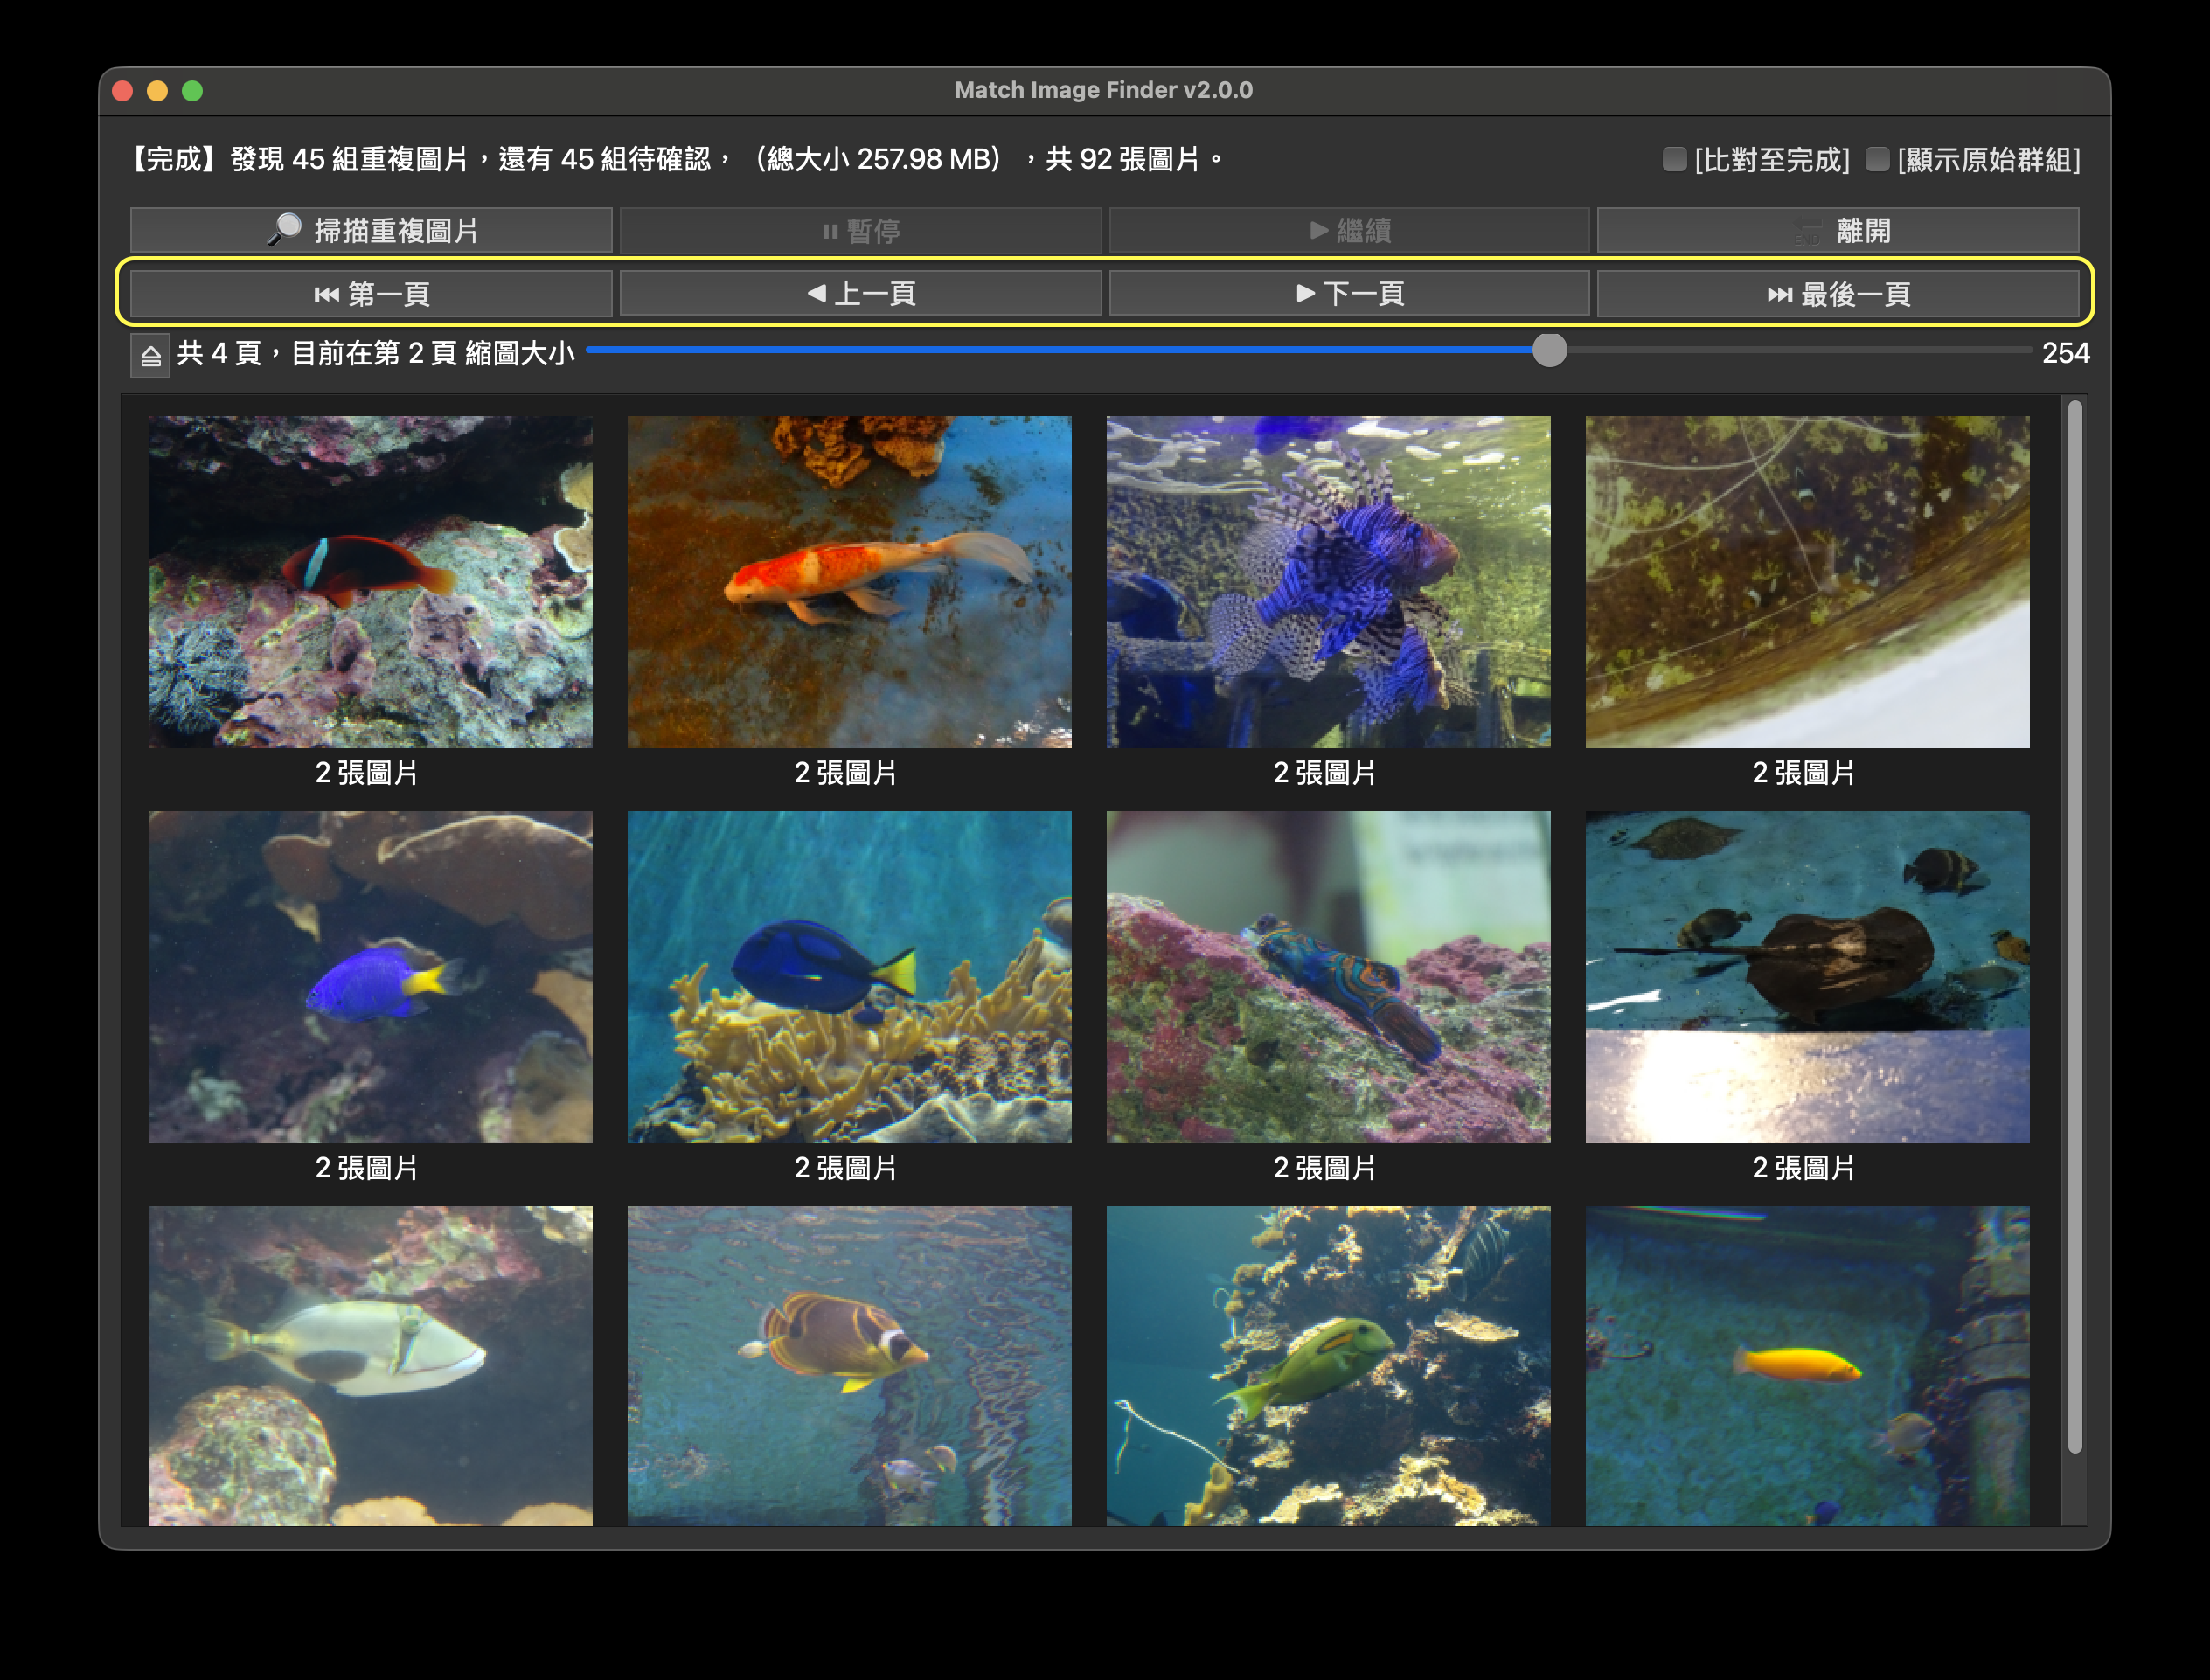 Match Image Finder v2.0.0
【完成】發現 45 組重複圖片，還有 45 組待確認，（總大小 257.98 MB），共 92 張圖片。
[比對至完成] [顯示原始群組]
掃描重複圖片 暫停 繼續 END 離開
第一頁 上一頁 下一頁 最後一頁
共 4 頁，目前在第 2 頁 縮圖大小 254
2 張圖片 2 張圖片 2 張圖片 2 張圖片
2 張圖片 2 張圖片 2 張圖片 2 張圖片